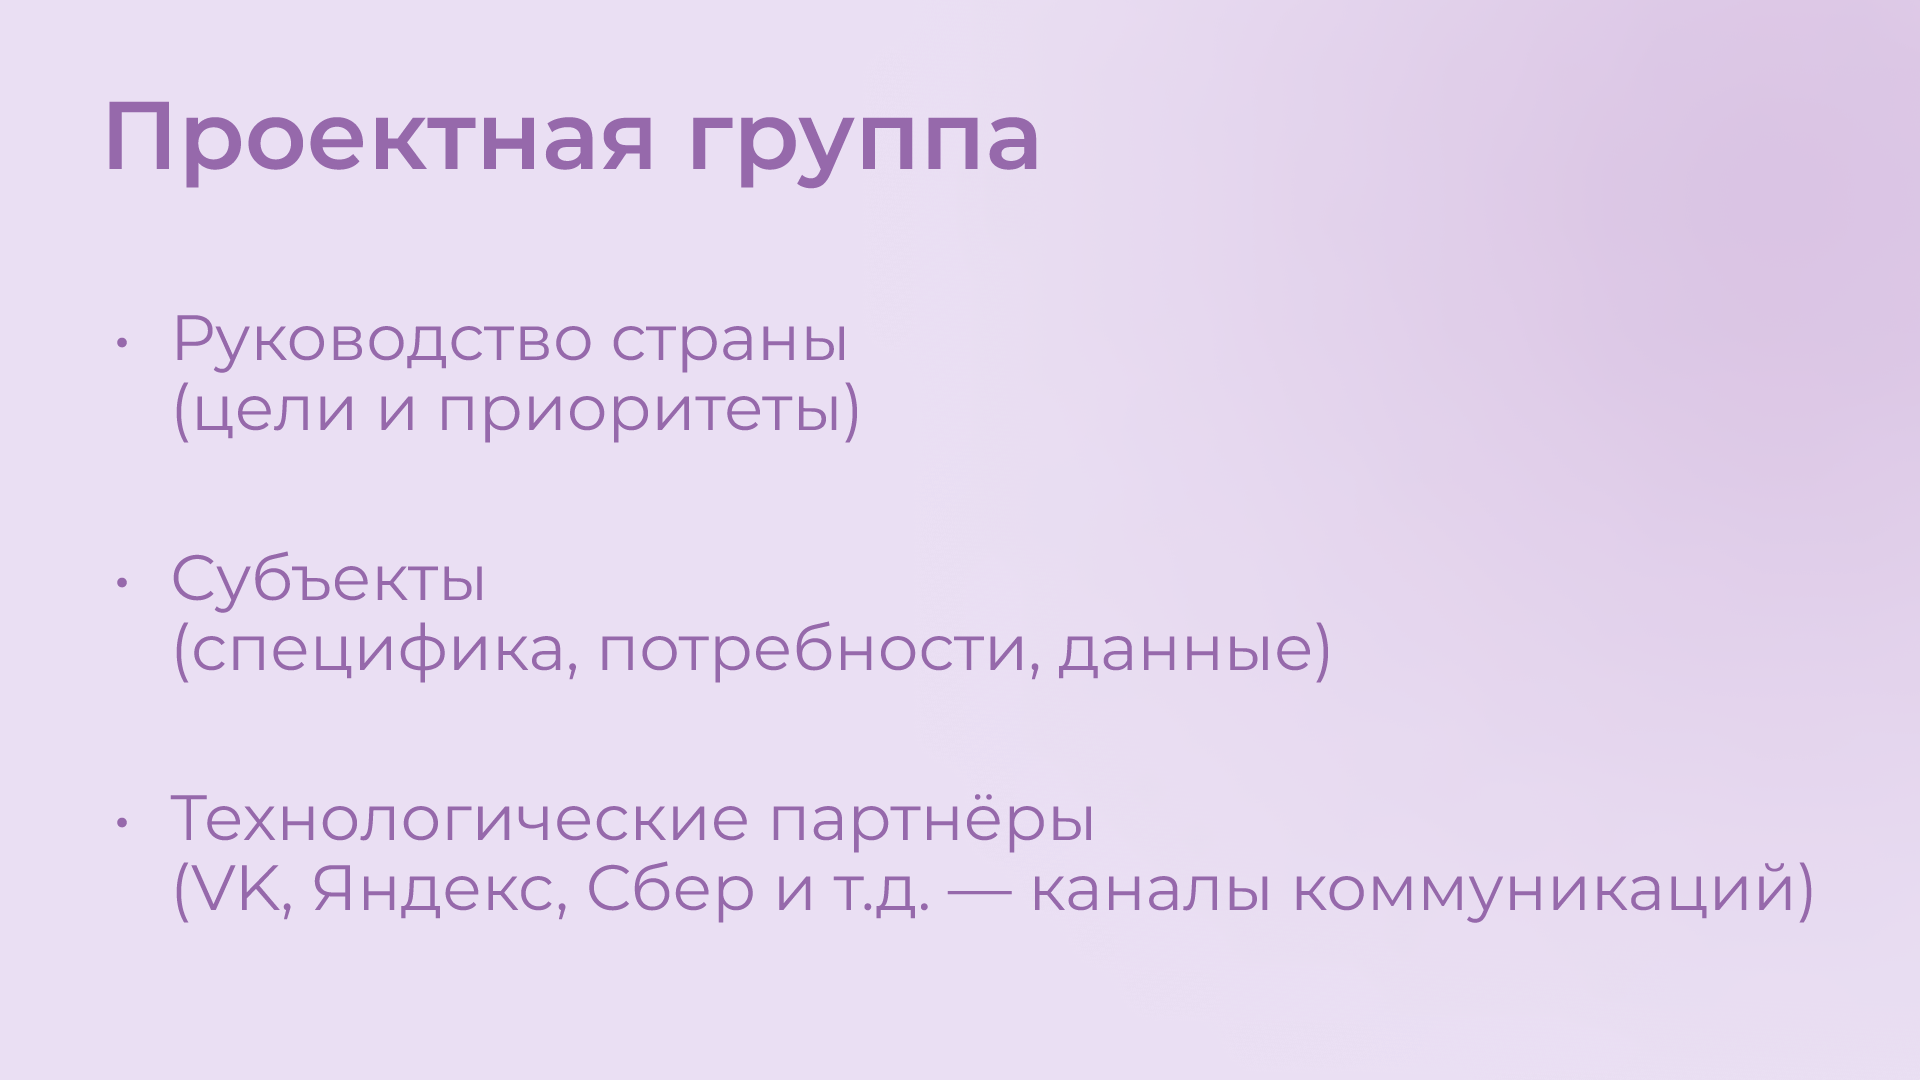 Проектная группа
• Руководство страны
(цели и приоритеты)
• Субъекты
(специфика, потребности, данные)
• Технологические партнёры
(VK, Яндекс, Сбер и т.д. — каналы коммуникаций)